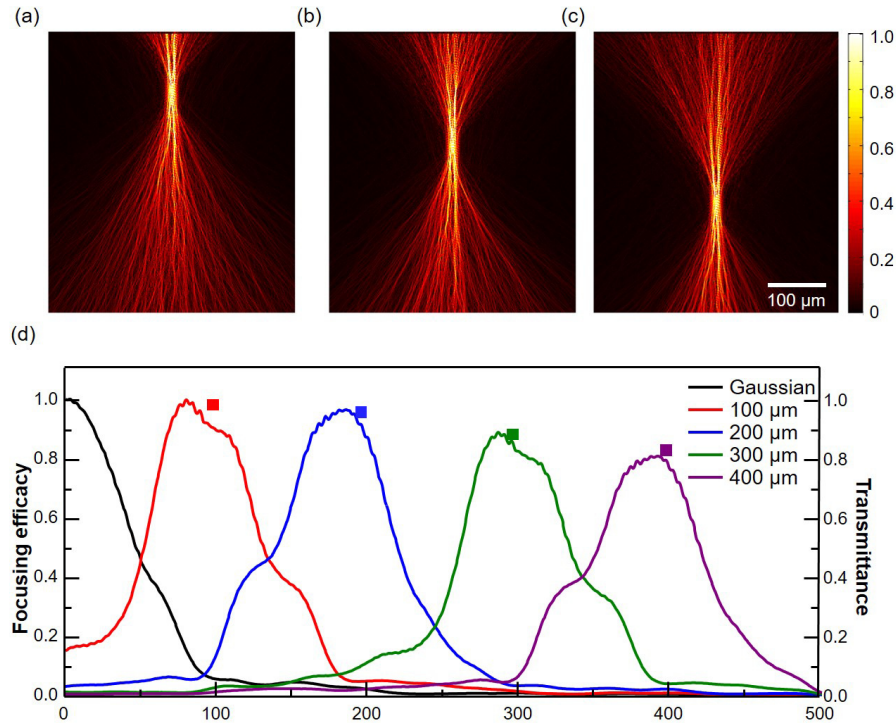 (a) (b) (c)
1.0
0.8
0.6
0.4
0.2
0
100 µm
(d)
Focusing efficacy
1.0
0.8
0.6
0.4
0.2
0.0
Gaussian
100 µm
200 µm
300 µm
400 µm
1.0
0.8
0.6
0.4
0.2
0.0
Transmittance
0 100 200 300 400 500